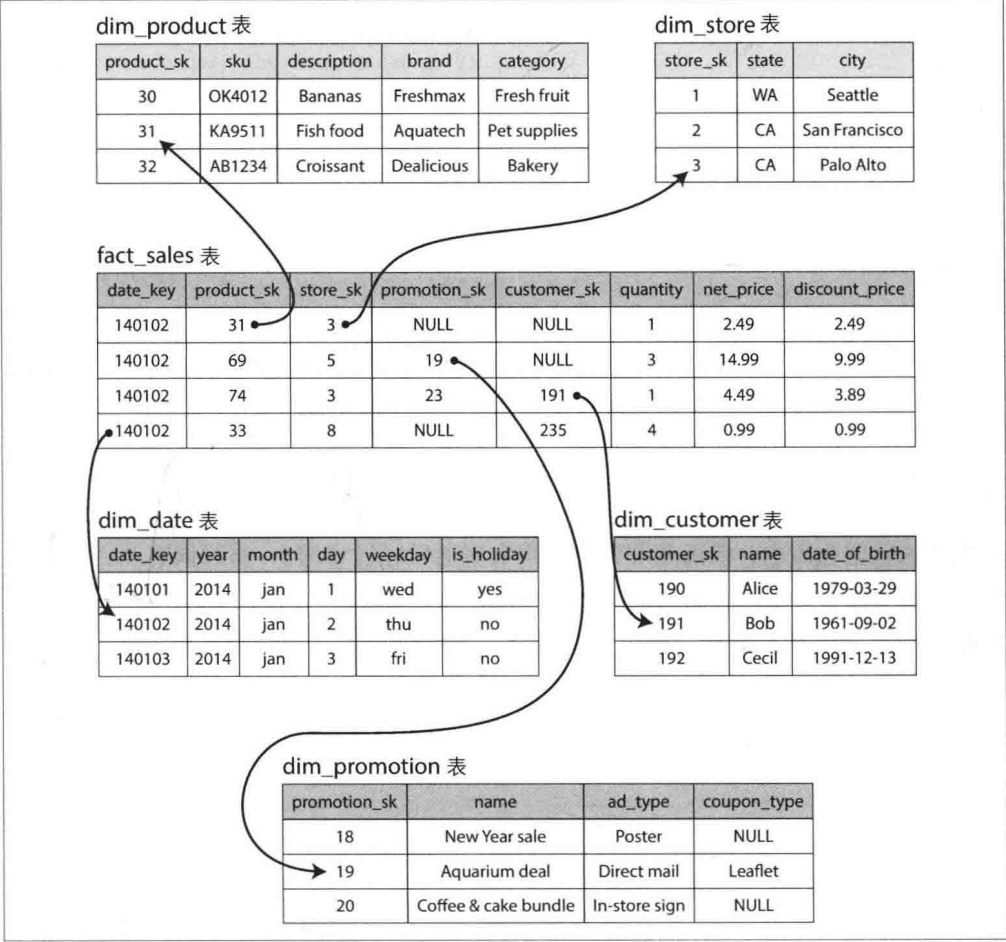 dim_product 表
product_sk sku description brand category
30 OK4012 Bananas Freshmax Fresh fruit
31 KA9511 Fish food Aquatech Pet supplies
32 AB1234 Croissant Dealicious Bakery
dim_store 表
store_sk state city
1 WA Seattle
2 CA San Francisco
3 CA Palo Alto
fact_sales 表
date_key product_sk store_sk promotion_sk customer_sk quantity net_price discount_price
140102 31 3 NULL NULL 1 2.49 2.49
140102 69 5 19 NULL 3 14.99 9.99
140102 74 3 23 191 1 4.49 3.89
140102 33 8 NULL 235 4 0.99 0.99
dim_date 表
date_key year month day weekday is_holiday
140101 2014 jan 1 wed yes
140102 2014 jan 2 thu no
140103 2014 jan 3 fri no
dim_customer 表
customer_sk name date_of_birth
190 Alice 1979-03-29
191 Bob 1961-09-02
192 Cecil 1991-12-13
dim_promotion 表
promotion_sk name ad_type coupon_type
18 New Year sale Poster NULL
19 Aquarium deal Direct mail Leaflet
20 Coffee & cake bundle In-store sign NULL